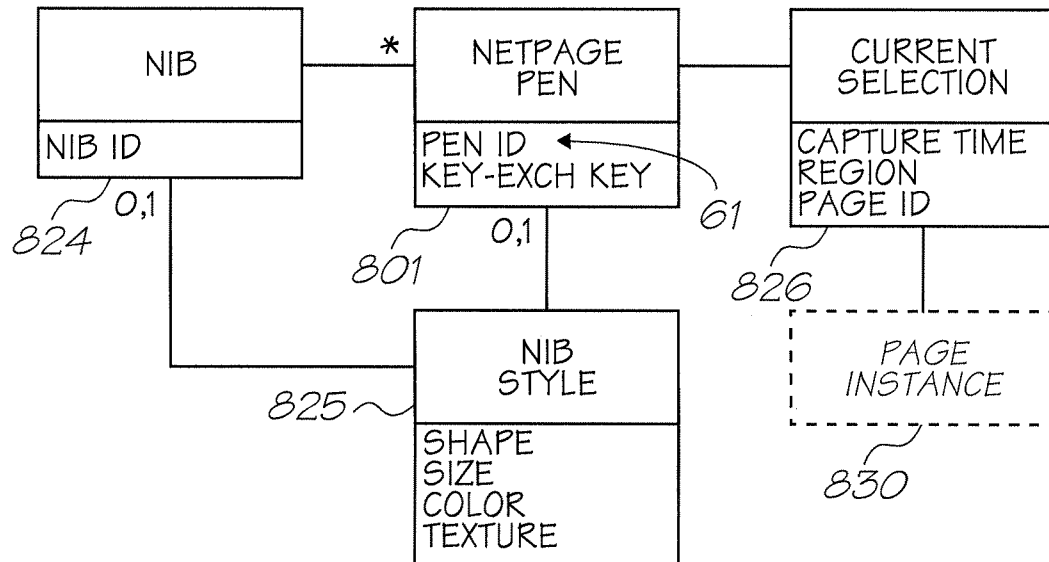 NIB
NIB ID
824
0,1
*
NETPAGE
PEN
PEN ID
KEY-EXCH KEY
61
801
0,1
CURRENT
SELECTION
CAPTURE TIME
REGION
PAGE ID
826
NIB
STYLE
825
SHAPE
SIZE
COLOR
TEXTURE
PAGE
INSTANCE
830